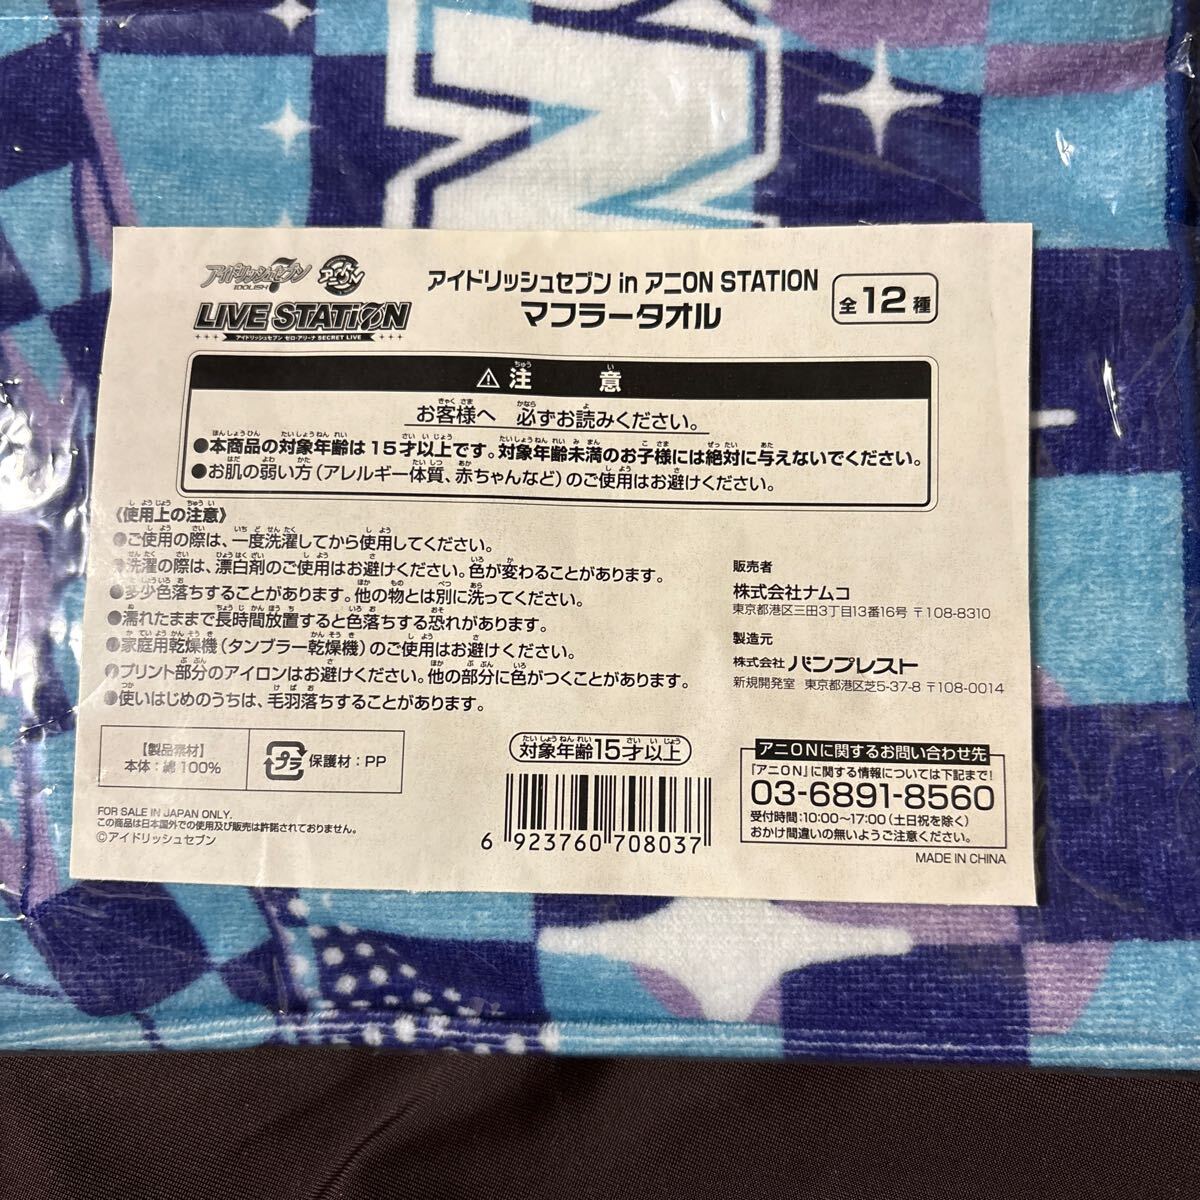 アイドリッシュセブン
IDOLiSH7
アニON
LIVE STATiON
アイドリッシュセブン ゼロ・アリーナ SECRET LIVE
アイドリッシュセブン in アニON STATION
マフラータオル
全12種
⚠注意
お客様へ 必ずお読みください。
●本商品の対象年齢は15才以上です。対象年齢未満のお子様には絶対に与えないでください。
●お肌の弱い方(アレルギー体質、赤ちゃんなど)のご使用はお避けください。
《使用上の注意》
●ご使用の際は、一度洗濯してから使用してください。
●洗濯の際は、漂白剤のご使用はお避けください。色が変わることがあります。
●多少色落ちすることがあります。他の物とは別に洗ってください。
●濡れたままで長時間放置すると色落ちする恐れがあります。
●家庭用乾燥機(タンブラー乾燥機)のご使用はお避けください。
●プリント部分のアイロンはお避けください。他の部分に色がつくことがあります。
●使いはじめのうちは、毛羽落ちすることがあります。
販売者
株式会社ナムコ
東京都港区三田3丁目13番16号 〒108-8310
製造元
株式会社 バンプレスト
新規開発室 東京都港区芝5-37-8 〒108-0014
【製品素材】
本体：綿100%
プラ 保護材：PP
FOR SALE IN JAPAN ONLY.
この商品は日本国外での使用及び販売は許諾されておりません。
©アイドリッシュセブン
対象年齢15才以上
6 923760 708037
アニONに関するお問い合わせ先
「アニON」に関する情報については下記まで!
03-6891-8560
受付時間：10:00〜17:00(土日祝を除く)
おかけ間違いの無いようご注意ください。
MADE IN CHINA